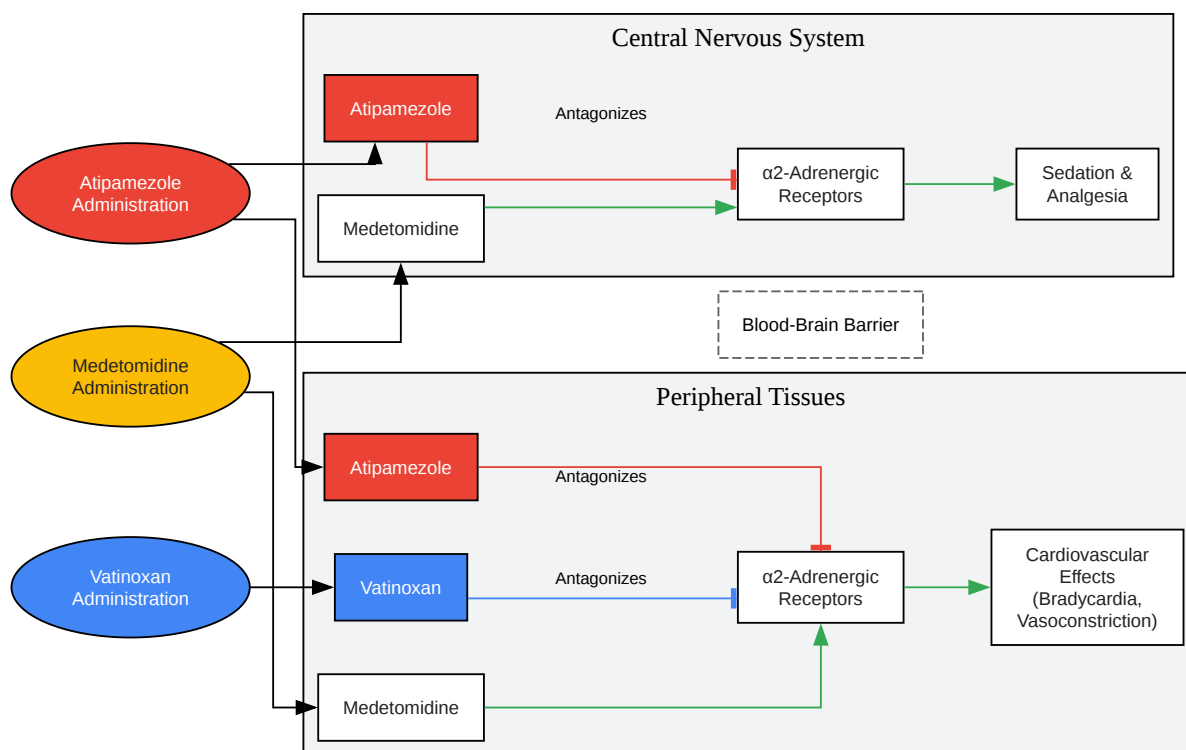 Central Nervous System
Atipamezole
Antagonizes
Atipamezole
Administration
α2-Adrenergic
Receptors
Sedation &
Analgesia
Medetomidine
Blood-Brain Barrier
Medetomidine
Administration
Peripheral Tissues
Atipamezole
Antagonizes
Vatinoxan
Administration
Vatinoxan
Antagonizes
α2-Adrenergic
Receptors
Cardiovascular
Effects
(Bradycardia,
Vasoconstriction)
Medetomidine